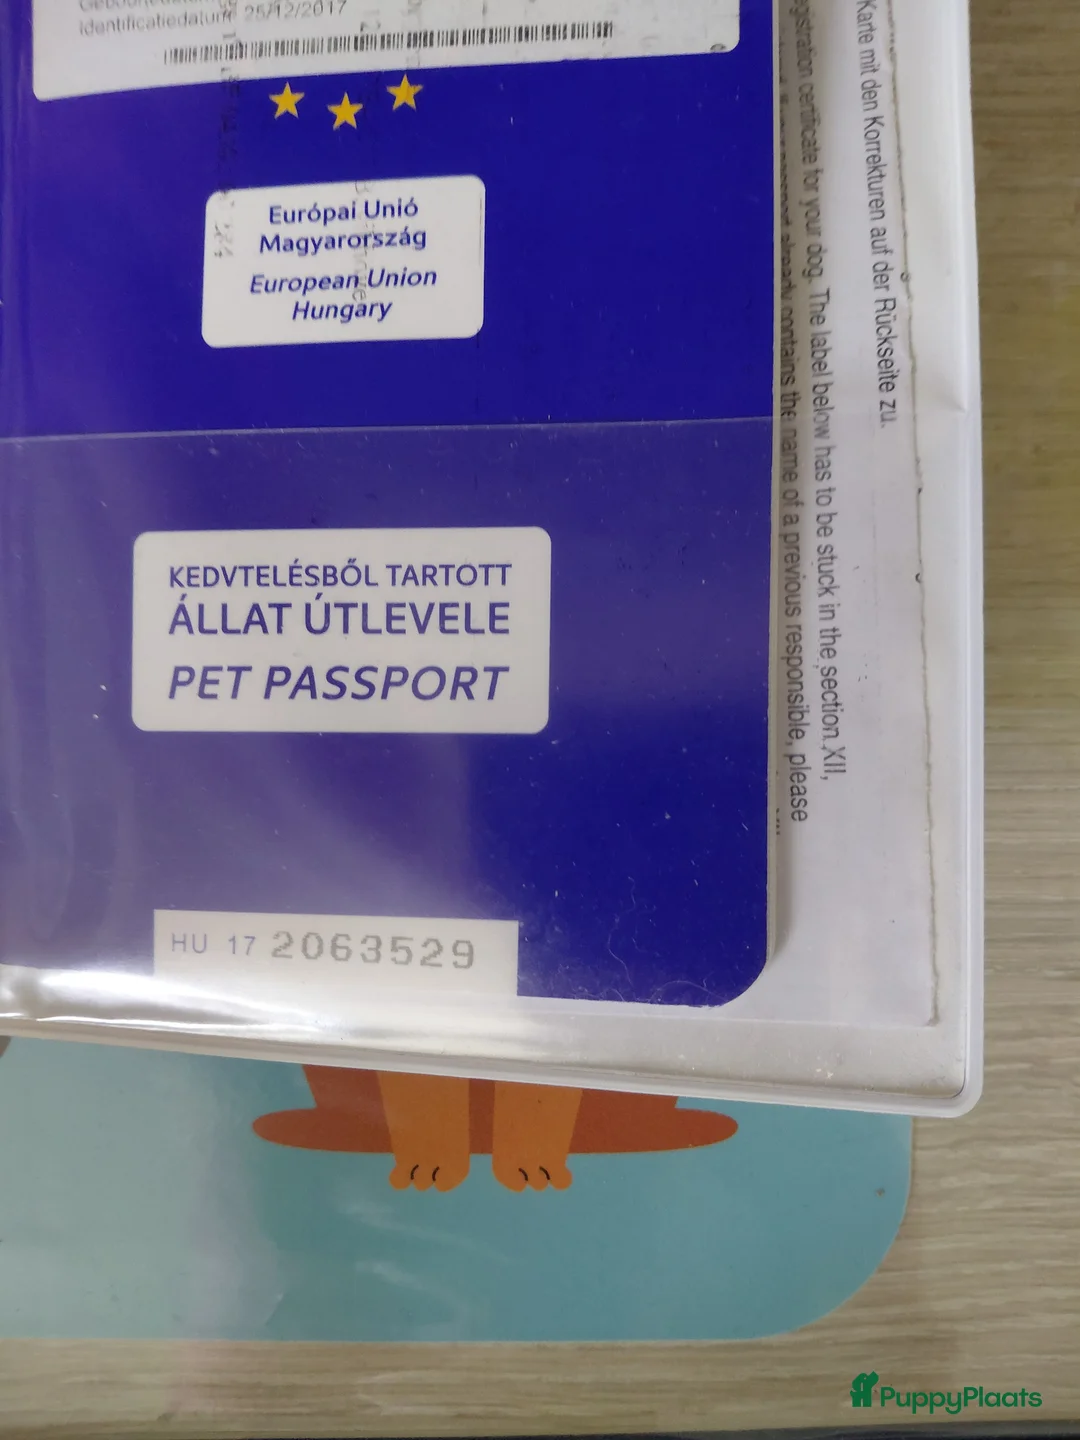 Identificatiedatum 25/12/2017
Európai Unió
Magyarország
European Union
Hungary
KEDVTELÉSBŐL TARTOTT
ÁLLAT ÚTLEVELE
PET PASSPORT
HU 17 2063529
Karte mit den Korrekturen auf der Rückseite zu.
certificate for your dog. The label below has to be stuck in the section XII,
already contains the name of a previous responsible, please
PuppyPlaats